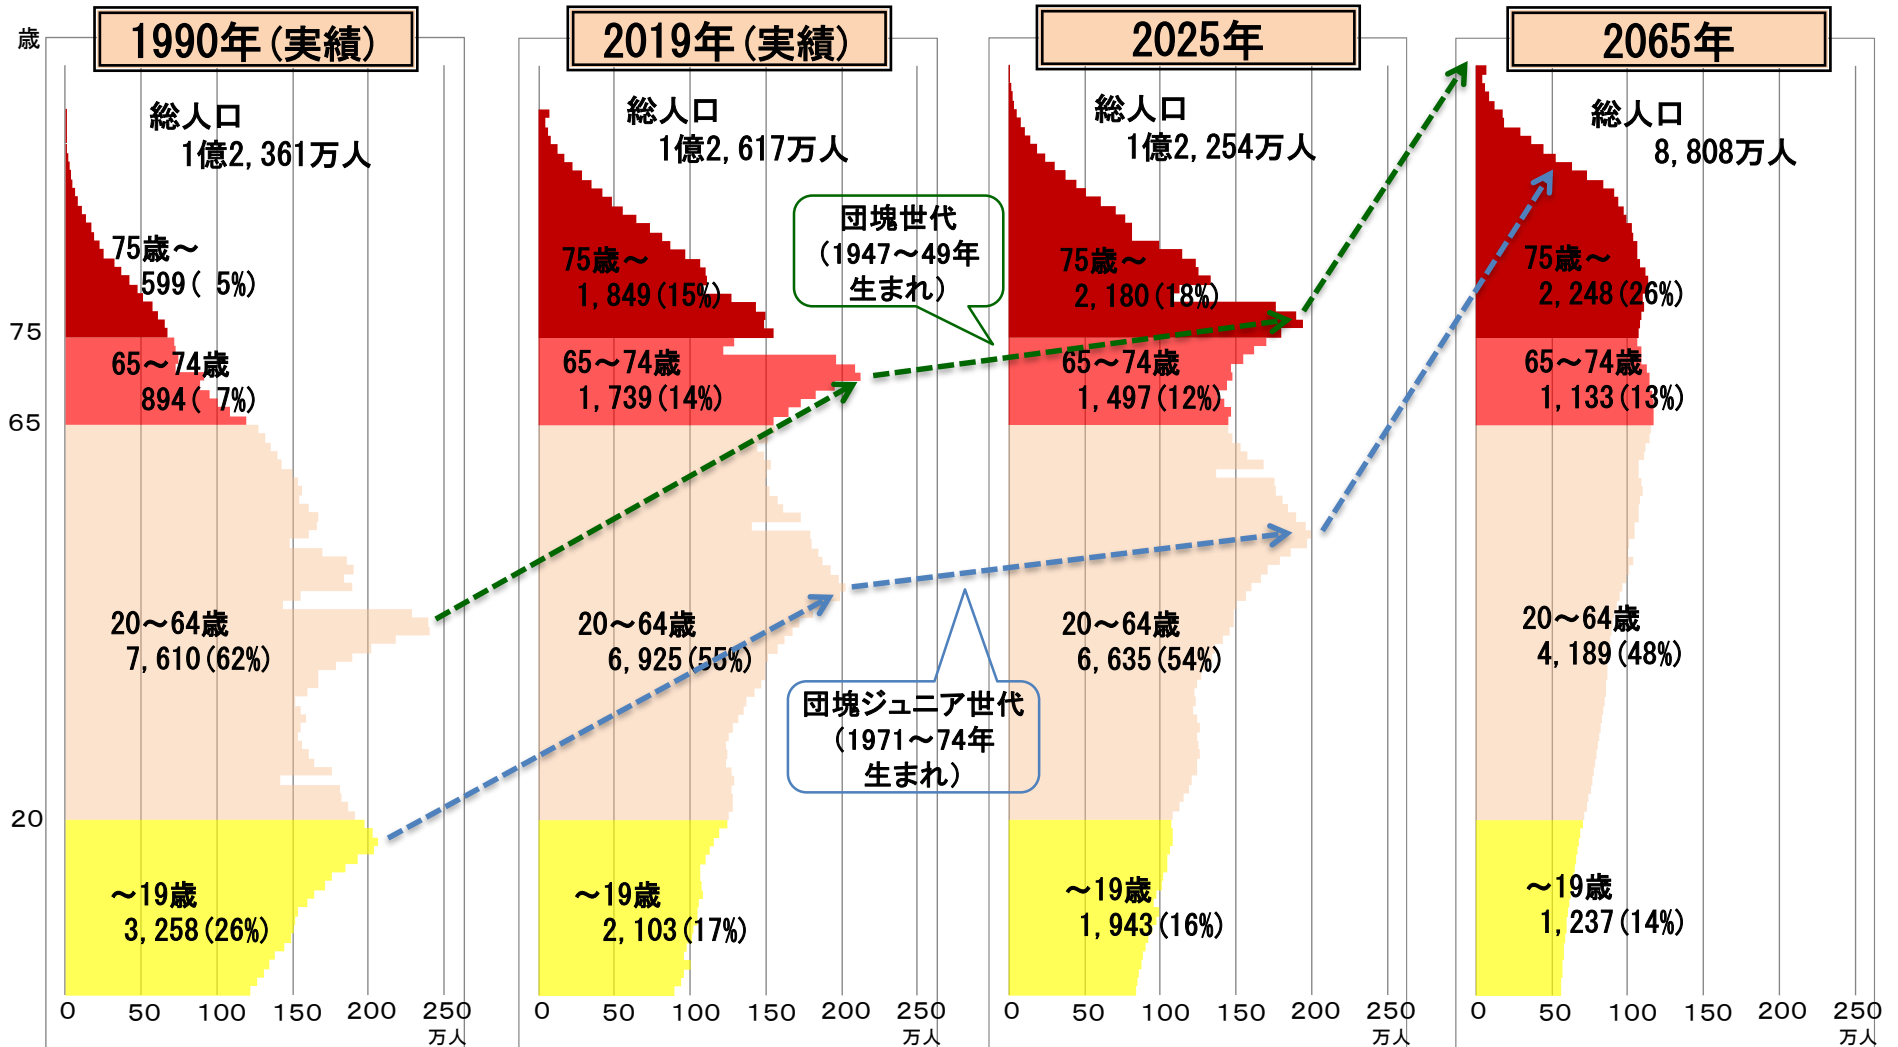 歳
1990年(実績)
総人口
1億2,361万人
75歳~
599( 5%)
65~74歳
894( 7%)
20~64歳
7,610(62%)
~19歳
3,258(26%)
75
65
20
0 50 100 150 200 250
万人
2019年(実績)
総人口
1億2,617万人
75歳~
1,849(15%)
65~74歳
1,739(14%)
20~64歳
6,925(55%)
~19歳
2,103(17%)
0 50 100 150 200 250
万人
団塊世代
(1947~49年
生まれ)
団塊ジュニア世代
(1971~74年
生まれ)
2025年
総人口
1億2,254万人
75歳~
2,180(18%)
65~74歳
1,497(12%)
20~64歳
6,635(54%)
~19歳
1,943(16%)
0 50 100 150 200 250
万人
2065年
総人口
8,808万人
75歳~
2,248(26%)
65~74歳
1,133(13%)
20~64歳
4,189(48%)
~19歳
1,237(14%)
0 50 100 150 200 250
万人